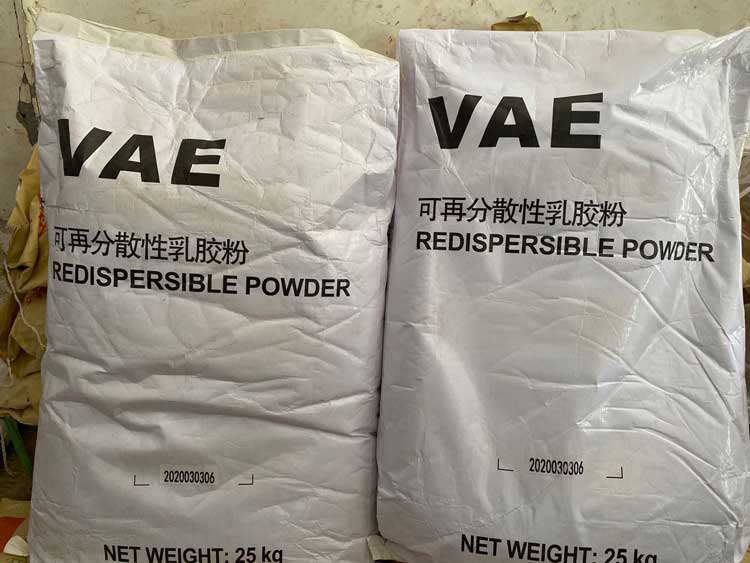 VAE
可再分散性乳胶粉
REDISPERSIBLE POWDER
2020030306
NET WEIGHT: 25 kg
VAE
可再分散性乳胶粉
REDISPERSIBLE POWDER
2020030306
NET WEIGHT: 25 kg